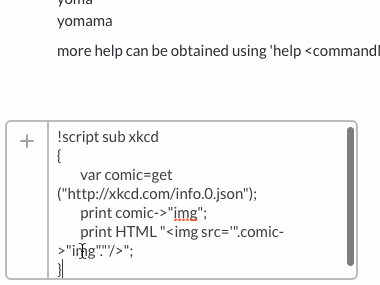 yoma
yomama
more help can be obtained using 'help <command
+
!script sub xkcd
{
var comic=get
("http://xkcd.com/info.0.json");
print comic->"img";
print HTML "<img src='".comic-
>"img"."'/>";
}